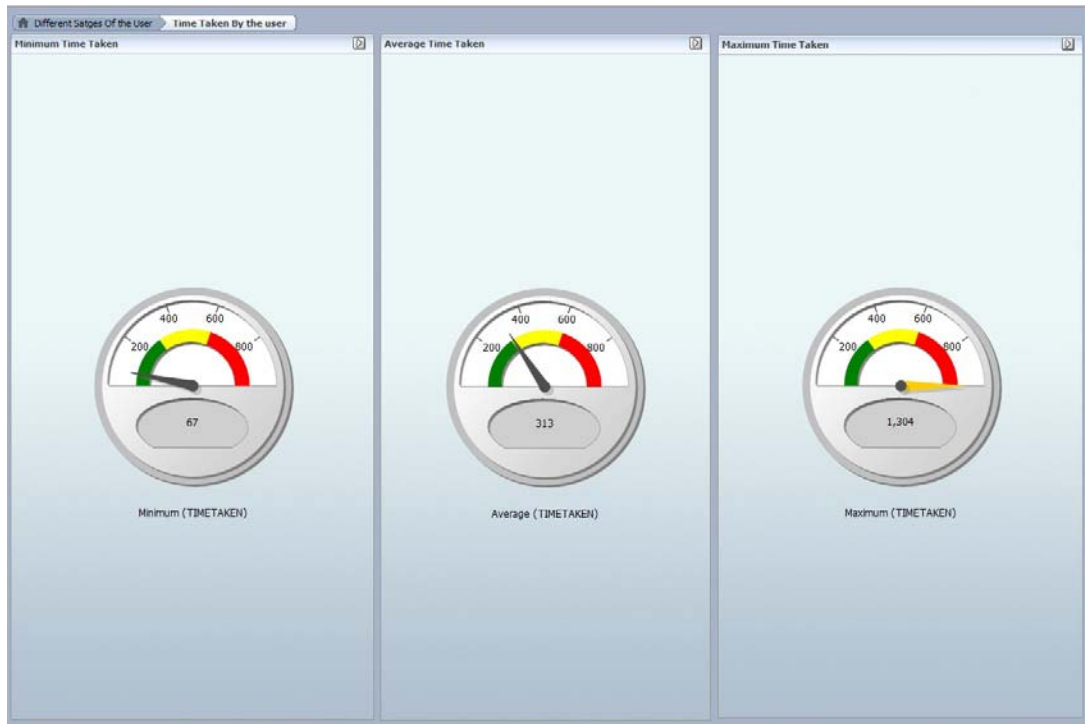 Different Satges Of the User Time Taken By the user
Minimum Time Taken
200 400 600 800
67
Minimum (TIMETAKEN)
Average Time Taken
200 400 600 800
313
Average (TIMETAKEN)
Maximum Time Taken
200 400 600 800
1,304
Maximum (TIMETAKEN)